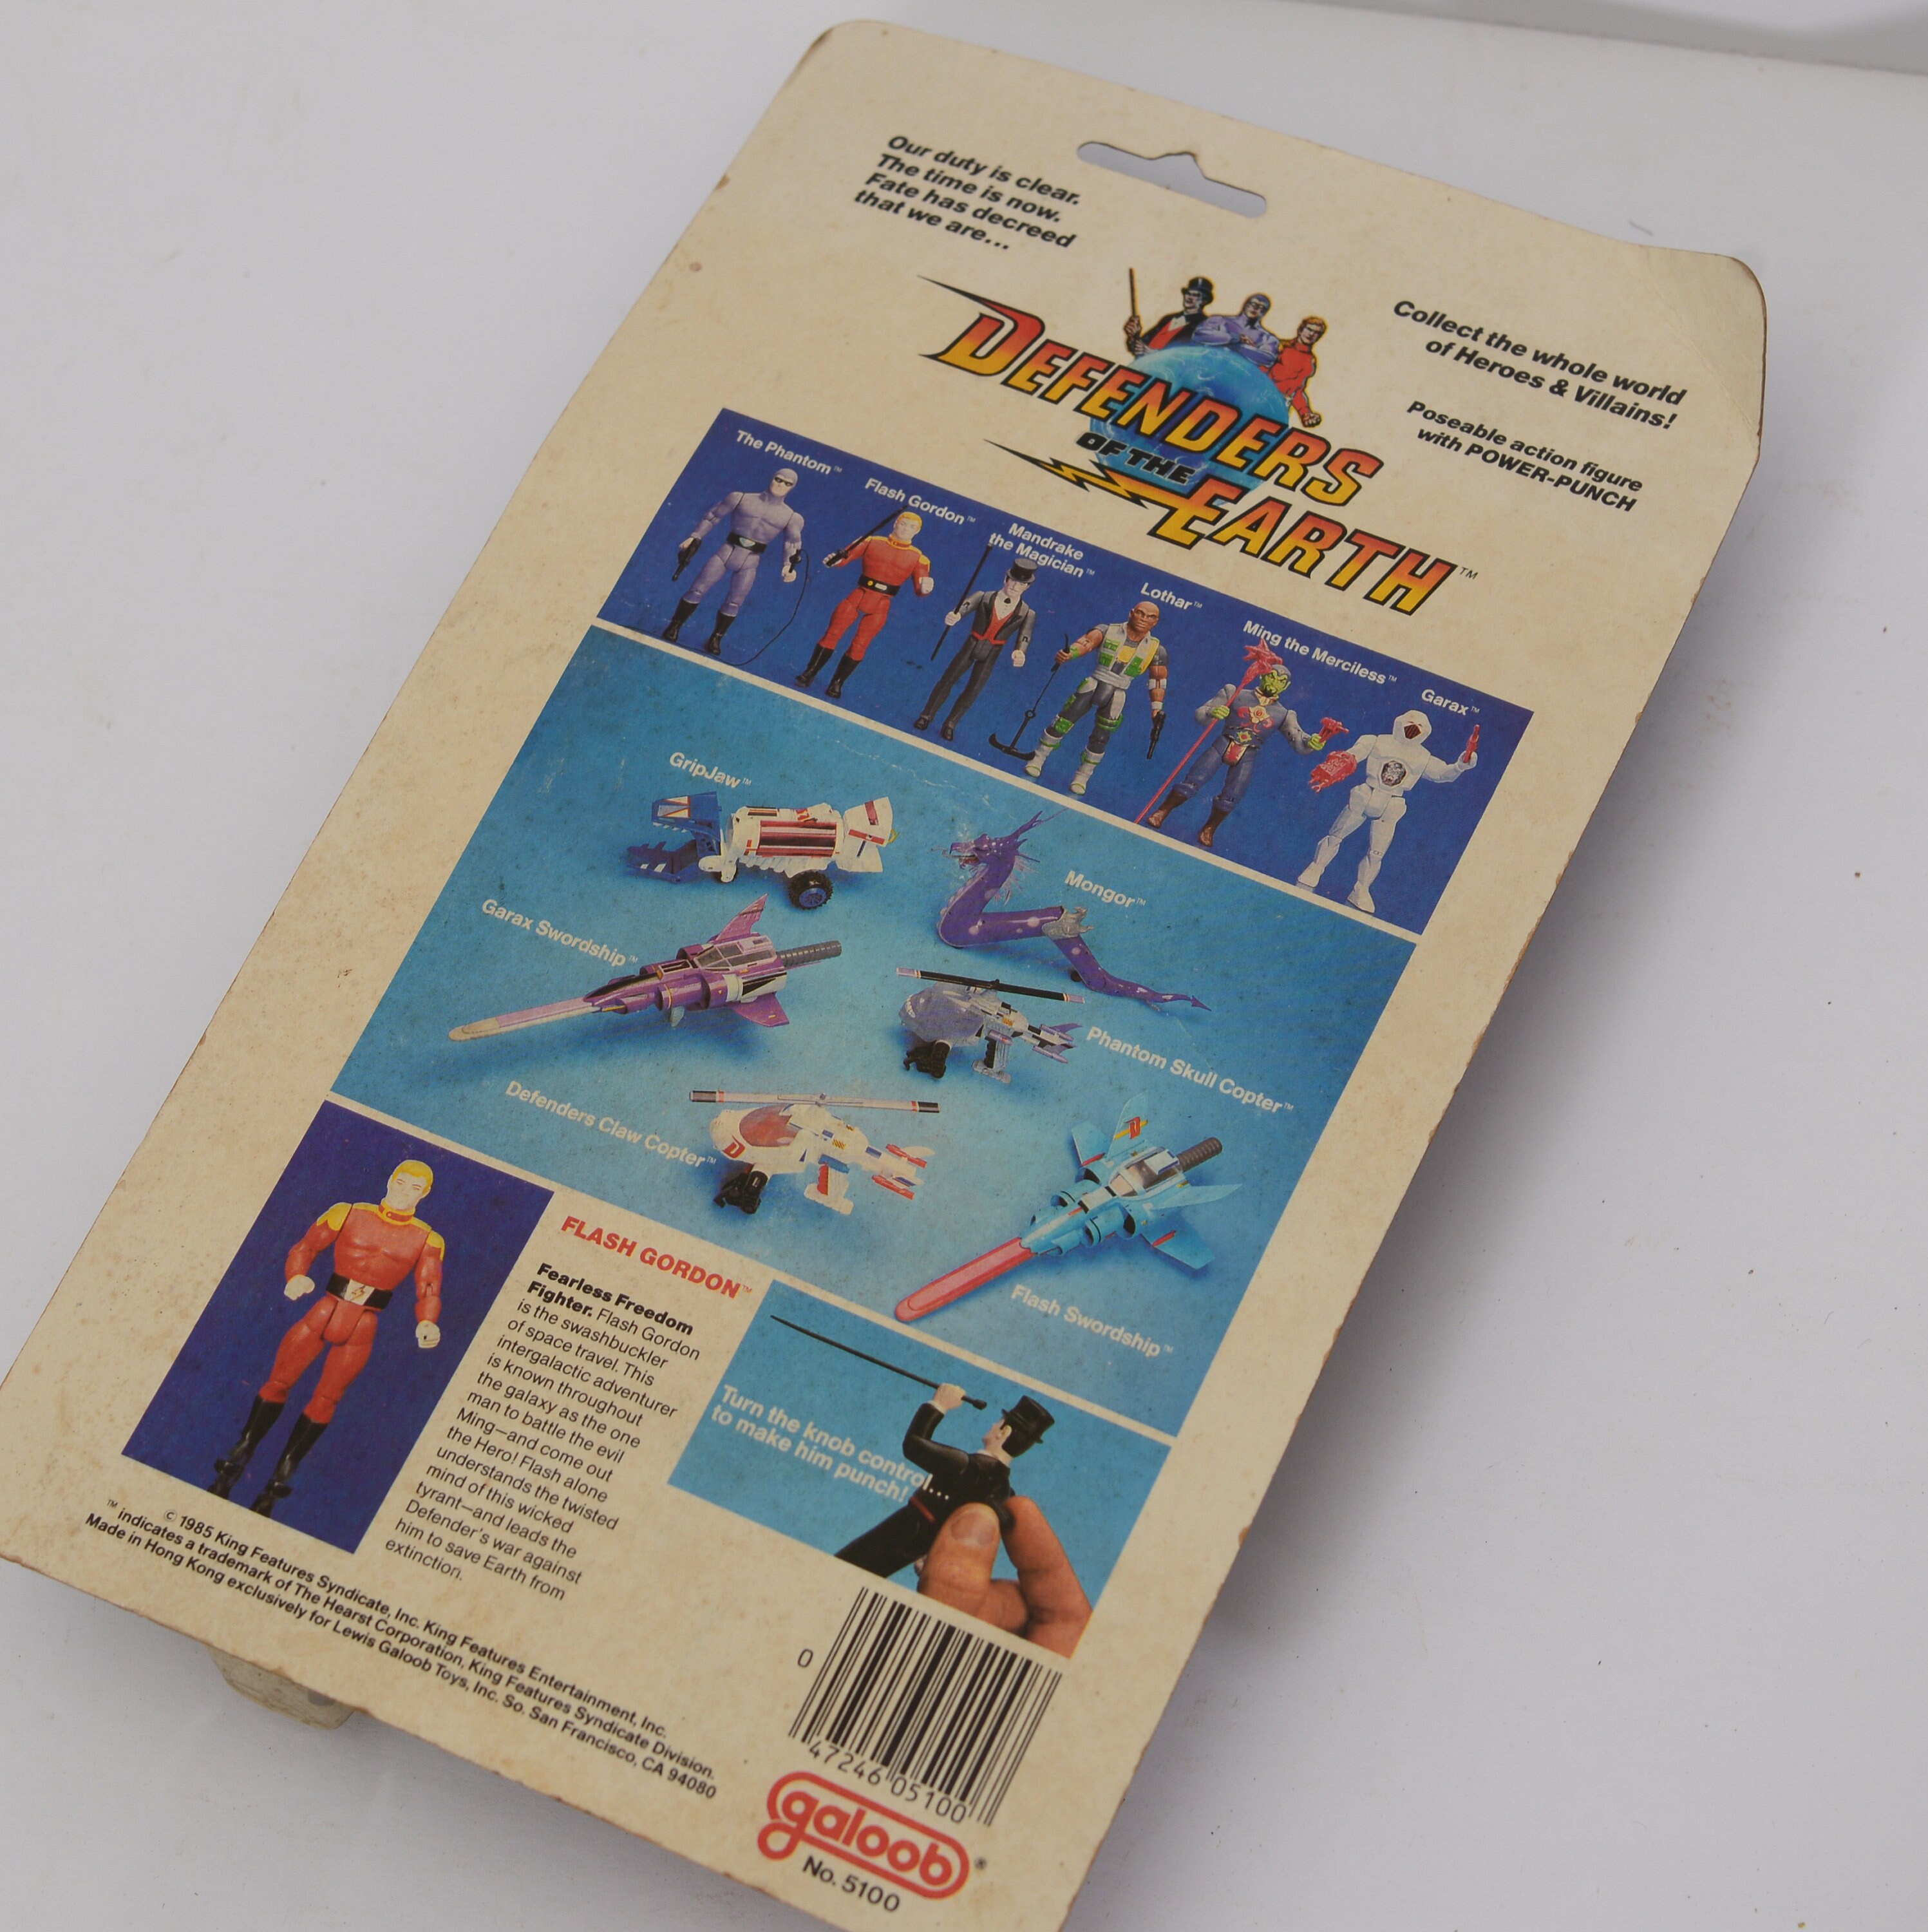 Our duty is clear.
The time is now.
Fate has decreed
that we are...
Collect the whole world
of Heroes & Villains!
Poseable action figure
with POWER-PUNCH
DEFENDERS
OF THE
EARTH™
The Phantom™
Flash Gordon™
Mandrake
the Magician™
Lothar™
Ming the Merciless™
Garax™
GripJaw™
Mongor™
Garax Swordship™
Phantom Skull Copter™
Defenders Claw Copter™
D
D
Flash Swordship™
FLASH GORDON™
Fearless Freedom
Fighter. Flash Gordon
is the swashbuckler
of space travel. This
intergalactic adventurer
is known throughout
the galaxy as the one
man to battle the evil
Ming—and come out
the Hero! Flash alone
understands the twisted
mind of this wicked
tyrant—and leads the
Defender's war against
him to save Earth from
extinction.
Turn the knob control...
to make him punch!
© 1985 King Features Syndicate, Inc. King Features Entertainment, Inc.
™ indicates a trademark of The Hearst Corporation, King Features Syndicate Division.
Made in Hong Kong exclusively for Lewis Galoob Toys, Inc. So. San Francisco, CA 94080
0 47246 05100
galoob®
No. 5100